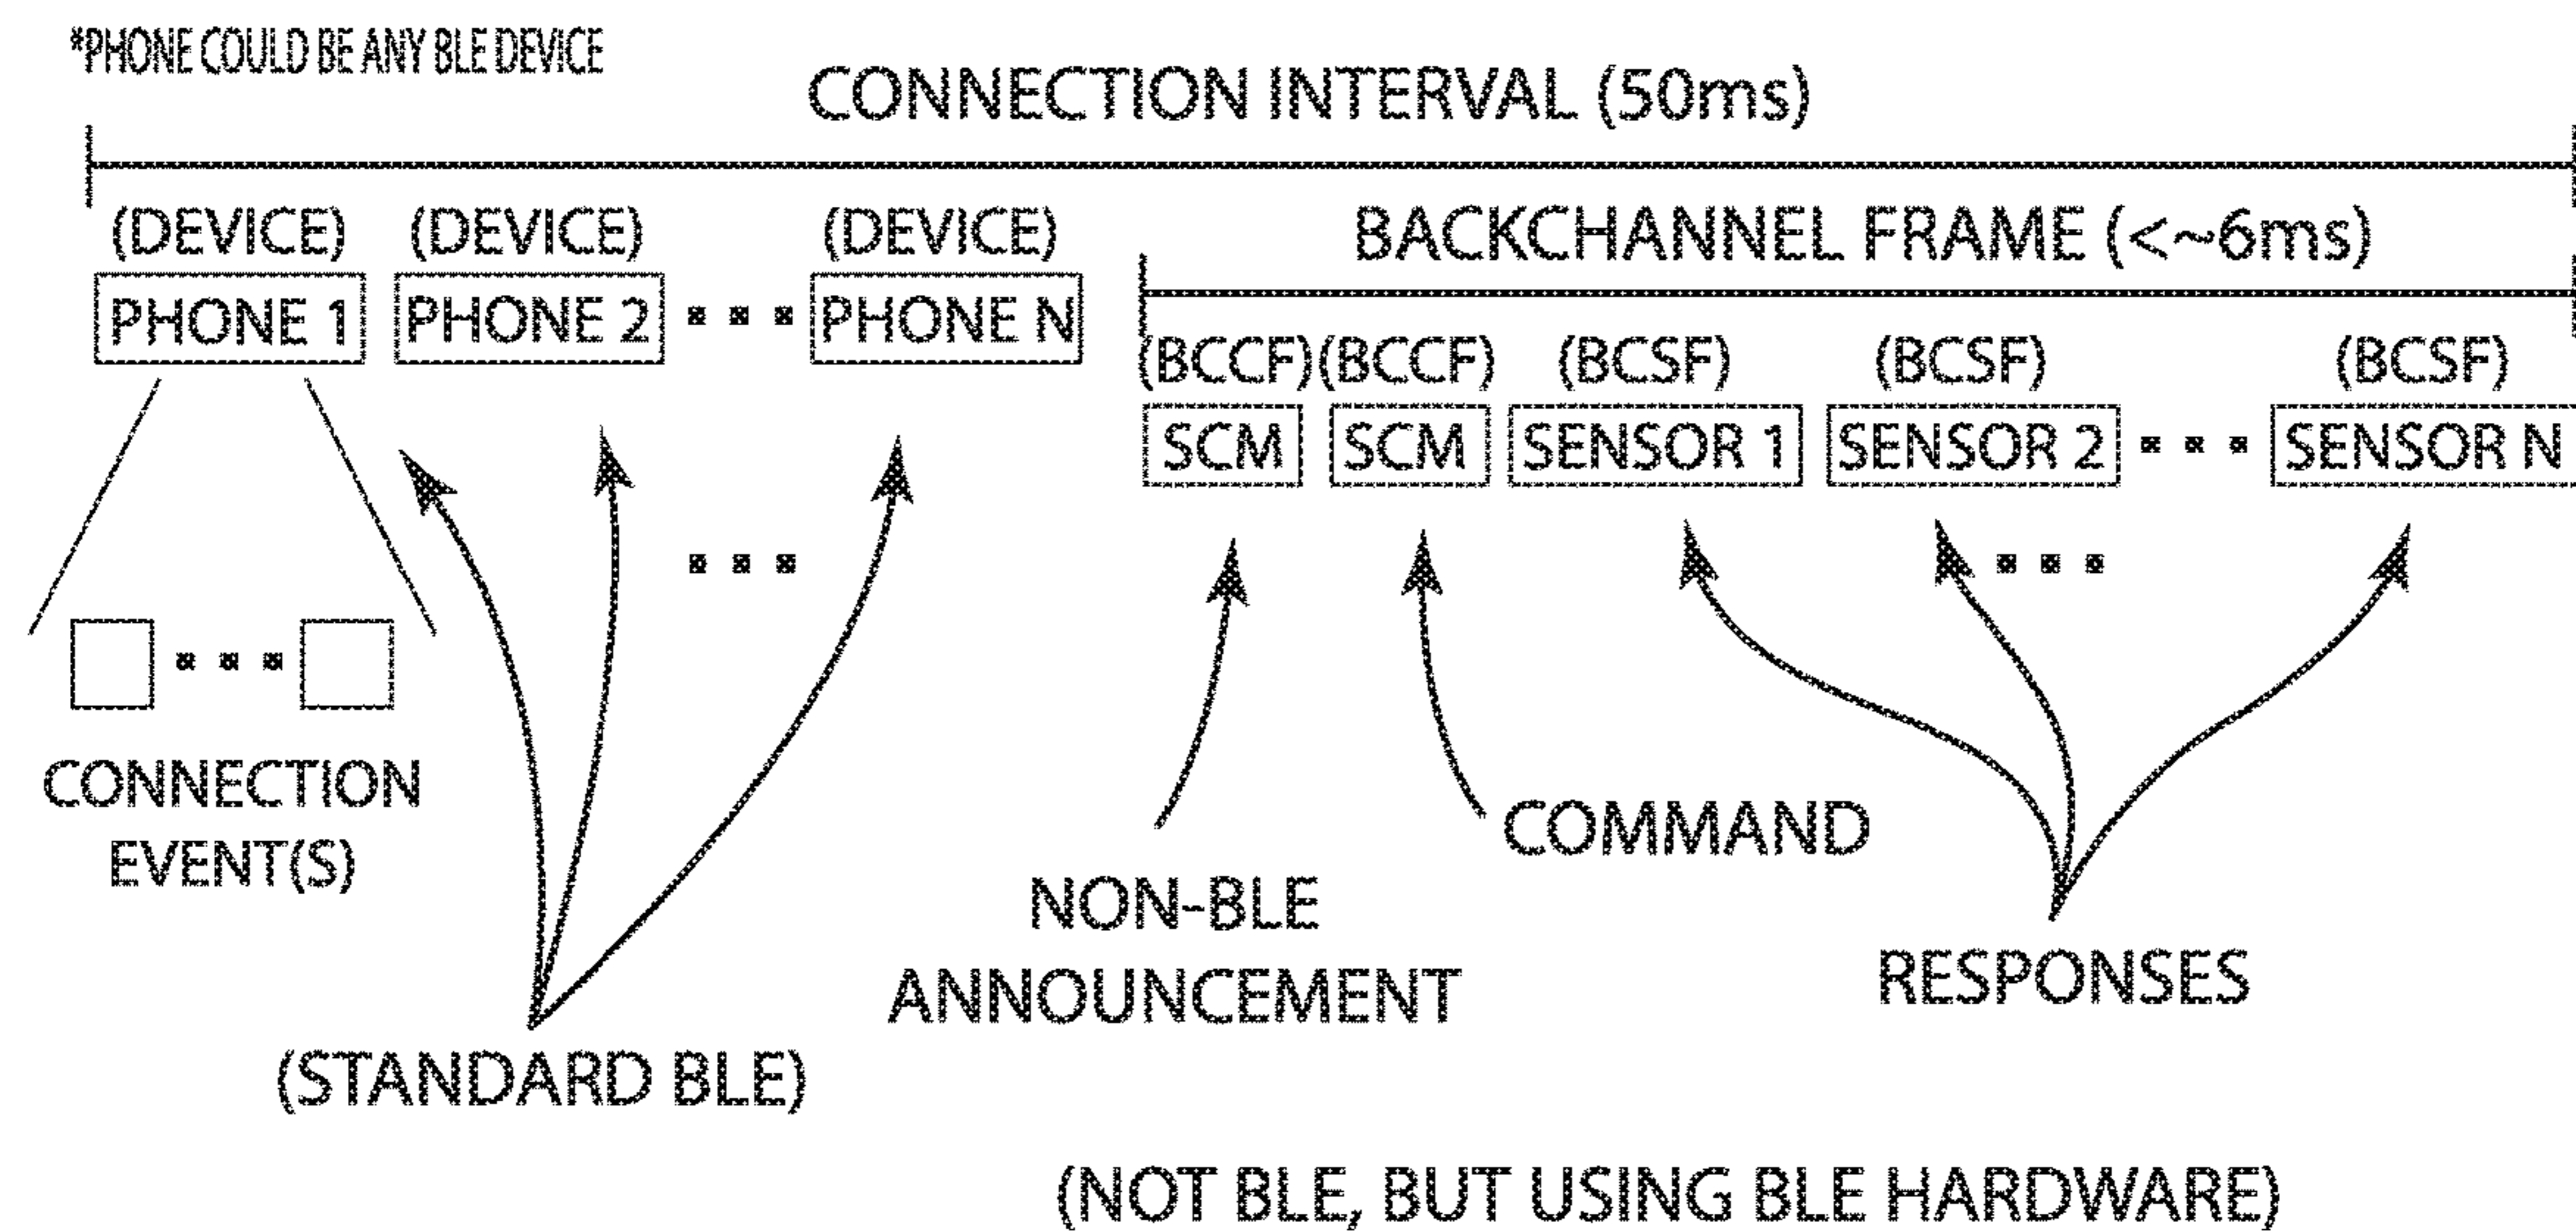 *PHONE COULD BE ANY BLE DEVICE
CONNECTION INTERVAL (50ms)
(DEVICE) (DEVICE) (DEVICE)
BACKCHANNEL FRAME (<~6ms)
PHONE 1 PHONE 2 ... PHONE N
(BCCF) (BCCF) (BCSF) (BCSF) (BCSF)
SCM SCM SENSOR 1 SENSOR 2 ... SENSOR N
CONNECTION
EVENT(S)
COMMAND
NON-BLE
ANNOUNCEMENT
RESPONSES
(STANDARD BLE)
(NOT BLE, BUT USING BLE HARDWARE)